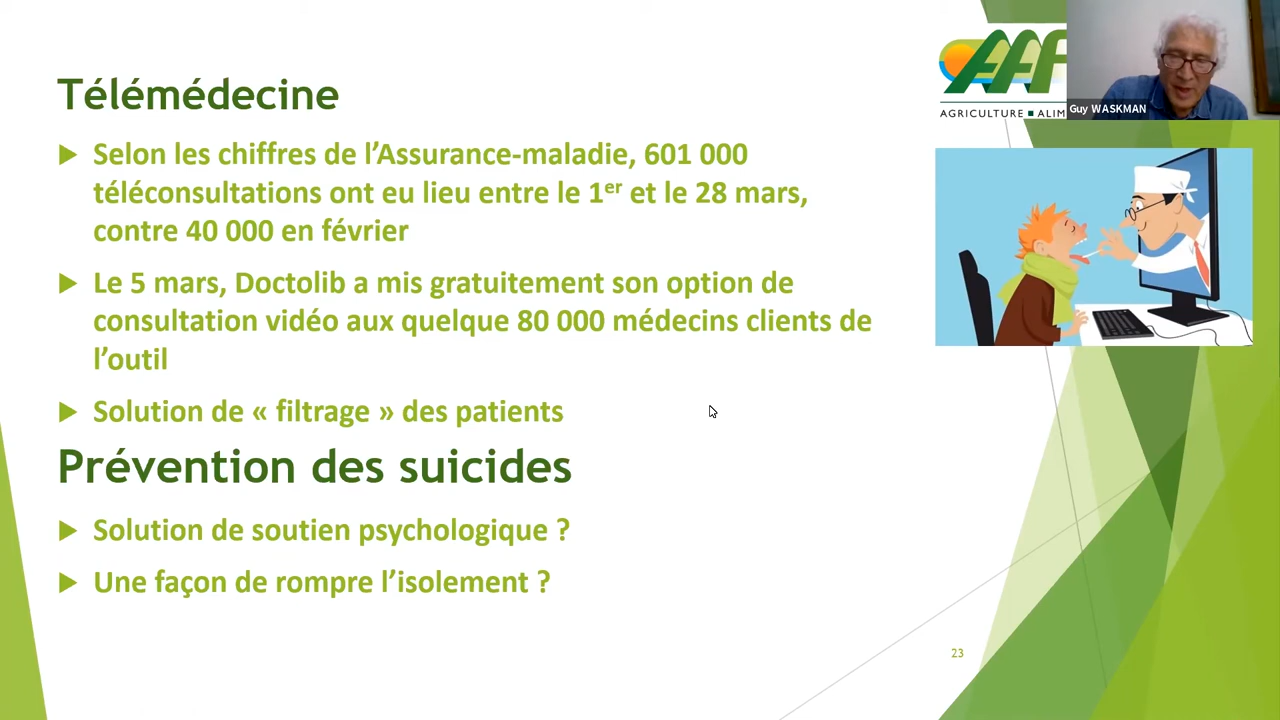 Télémédecine
Selon les chiffres de l’Assurance-maladie, 601 000
téléconsultations ont eu lieu entre le 1er et le 28 mars,
contre 40 000 en février
Le 5 mars, Doctolib a mis gratuitement son option de
consultation vidéo aux quelque 80 000 médecins clients de
l’outil
Solution de « filtrage » des patients
Prévention des suicides
Solution de soutien psychologique ?
Une façon de rompre l’isolement ?
AAF
AGRICULTURE ■ ALIM
Guy WASKMAN
23